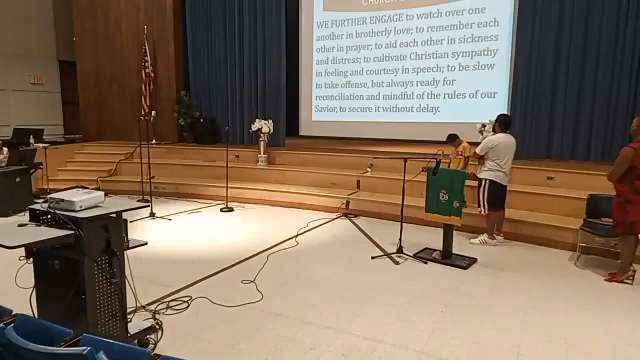 CHURCH
WE FURTHER ENGAGE to watch over one
another in brotherly love; to remember each
other in prayer; to aid each other in sickness
and distress; to cultivate Christian sympathy
in feeling and courtesy in speech; to be slow
to take offense, but always ready for
reconciliation and mindful of the rules of our
Savior, to secure it without delay.
EXIT